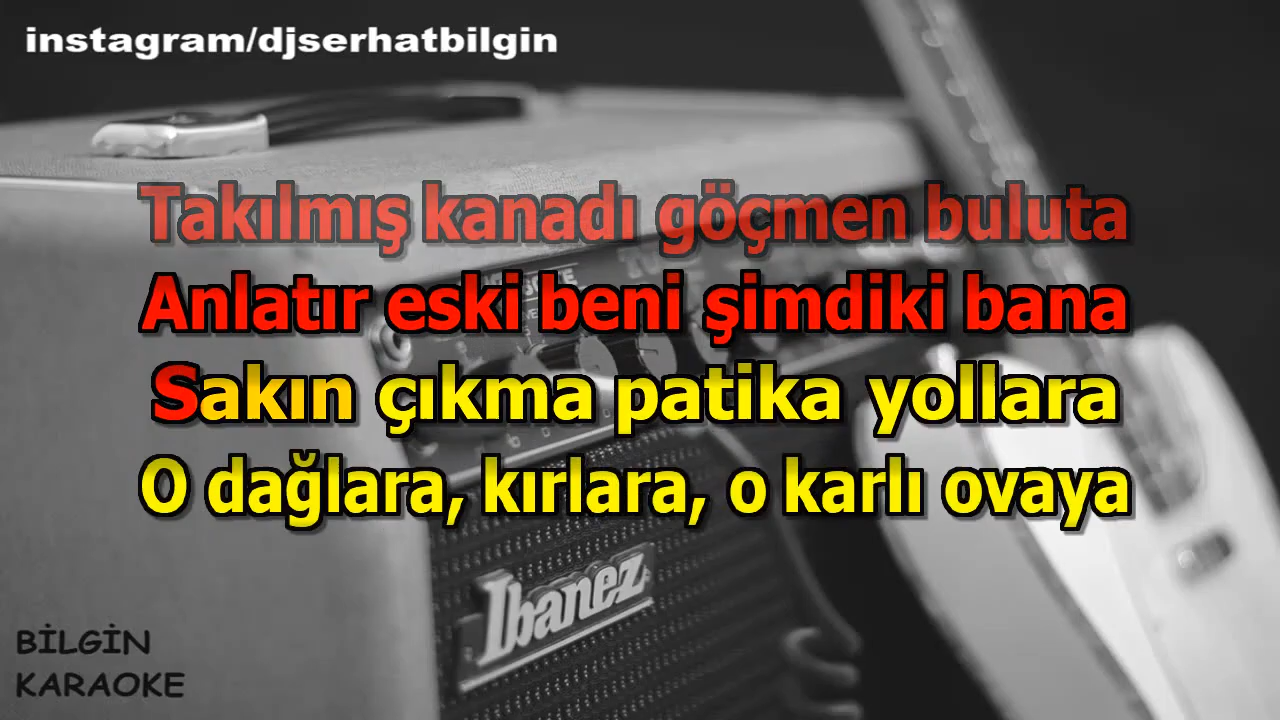 instagram/djserhatbilgin
Takılmış kanadı göçmen buluta
Anlatır eski beni şimdiki bana
Sakın çıkma patika yollara
O dağlara, kırlara, o karlı ovaya
Ibanez
BİLGİN
KARAOKE